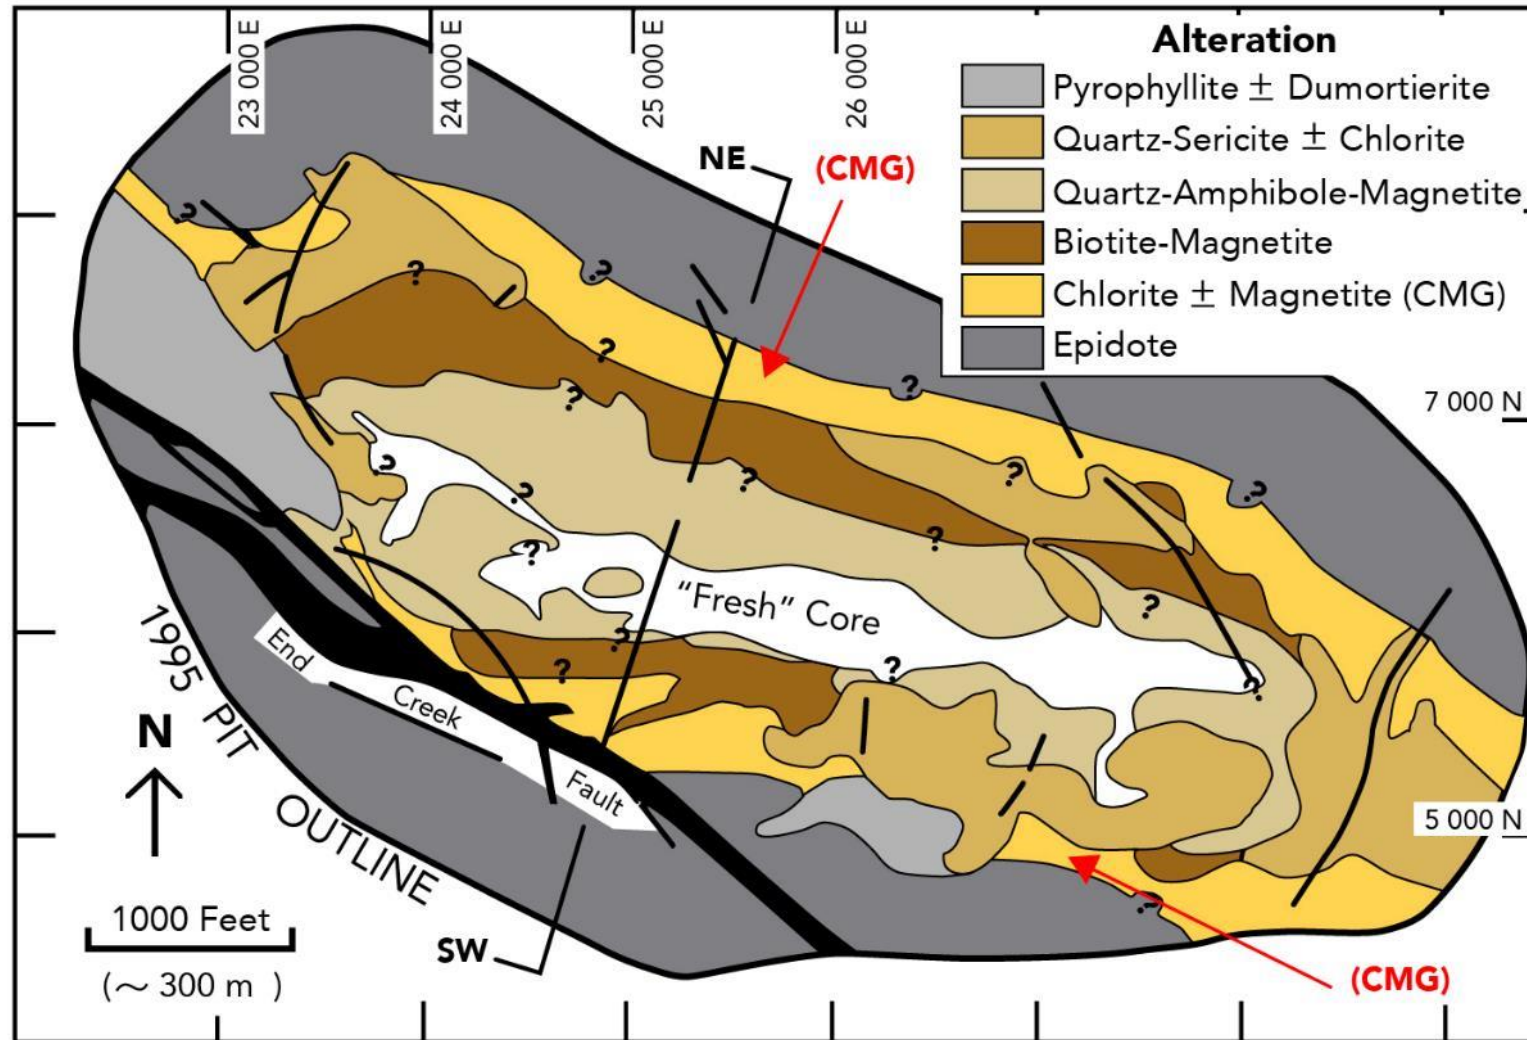 23 000 E
24 000 E
25 000 E
26 000 E
Alteration
Pyrophyllite ± Dumortierite
Quartz-Sericite ± Chlorite
Quartz-Amphibole-Magnetite
Biotite-Magnetite
Chlorite ± Magnetite (CMG)
Epidote
NE
(CMG)
?
?
?
?
?
?
7 000 N
?
?
?
?
?
?
?
?
"Fresh" Core
?
?
?
?
?
End
Creek
Fault
1995 PIT OUTLINE
N
5 000 N
?
1000 Feet
(~ 300 m )
SW
(CMG)